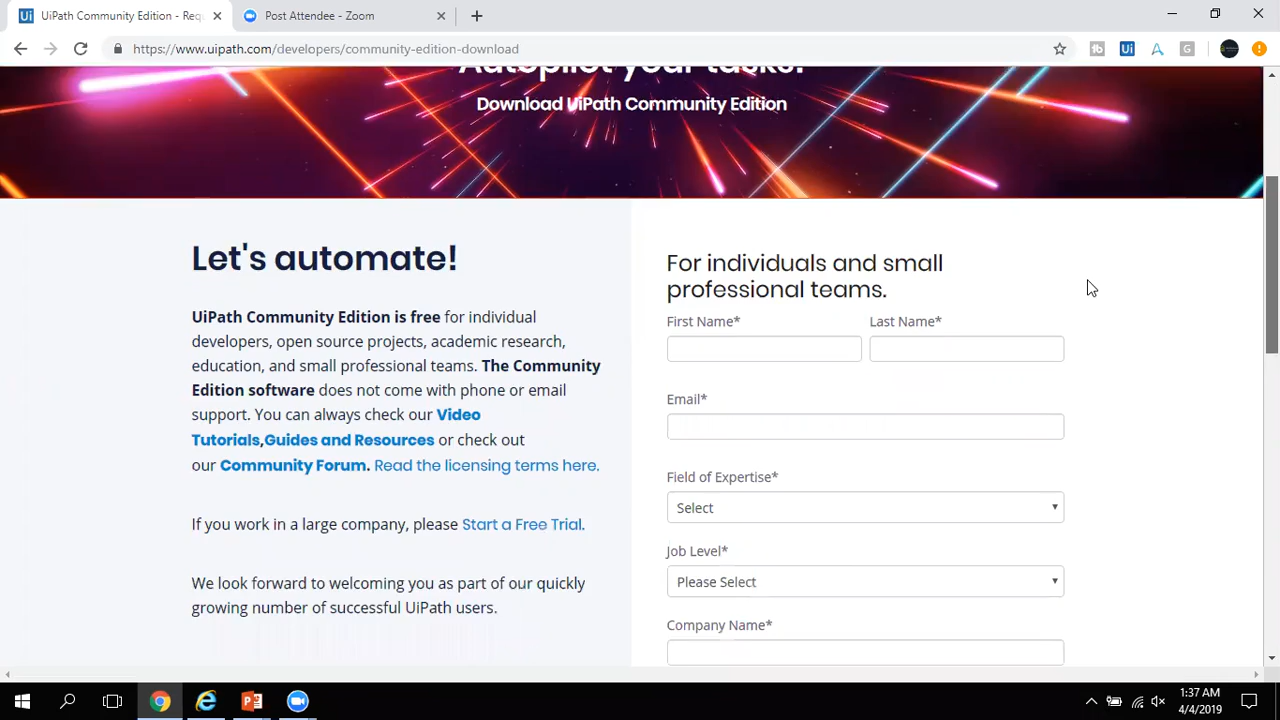 UiPath Community Edition - Req
Post Attendee - Zoom
https://www.uipath.com/developers/community-edition-download
Autopilot your tasks!
Download UiPath Community Edition
Let's automate!
UiPath Community Edition is free for individual
developers, open source projects, academic research,
education, and small professional teams. The Community
Edition software does not come with phone or email
support. You can always check our Video
Tutorials,Guides and Resources or check out
our Community Forum. Read the licensing terms here.
If you work in a large company, please Start a Free Trial.
We look forward to welcoming you as part of our quickly
growing number of successful UiPath users.
For individuals and small
professional teams.
First Name* Last Name*
Email*
Field of Expertise*
Select
Job Level*
Please Select
Company Name*
1:37 AM
4/4/2019